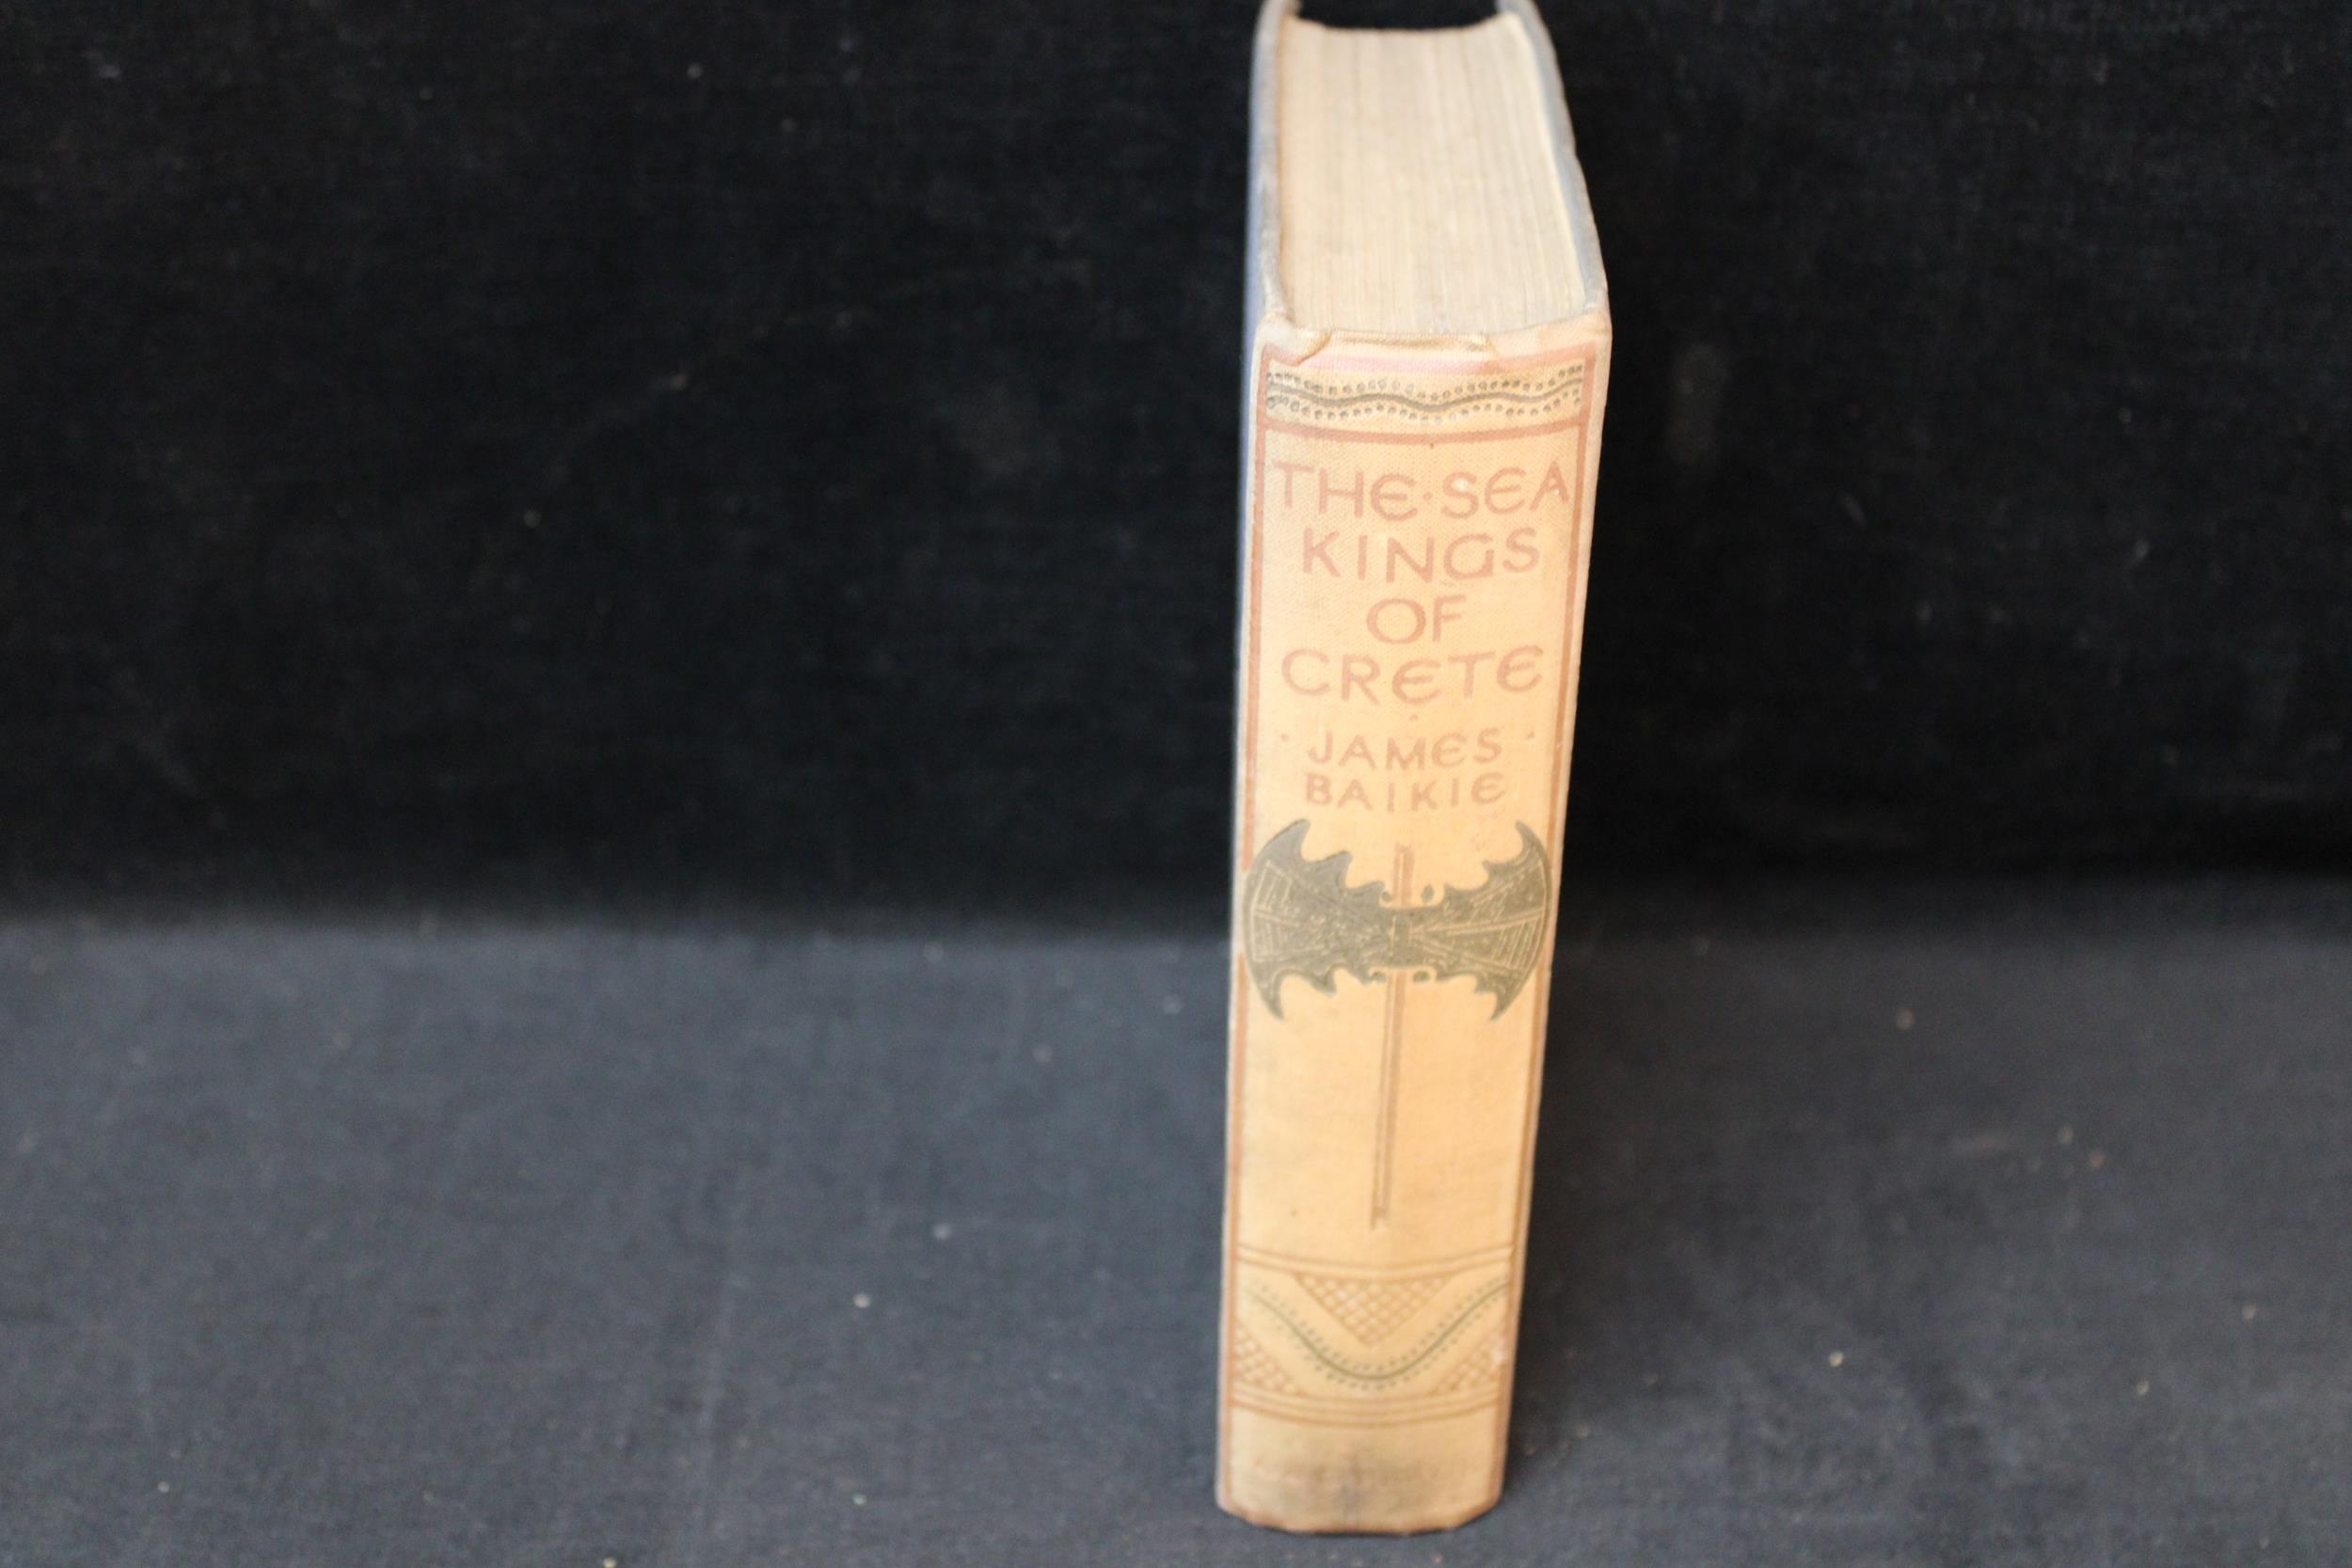 THE·SEA
KINGS
OF
CRETE
· JAMES ·
BAIKIE